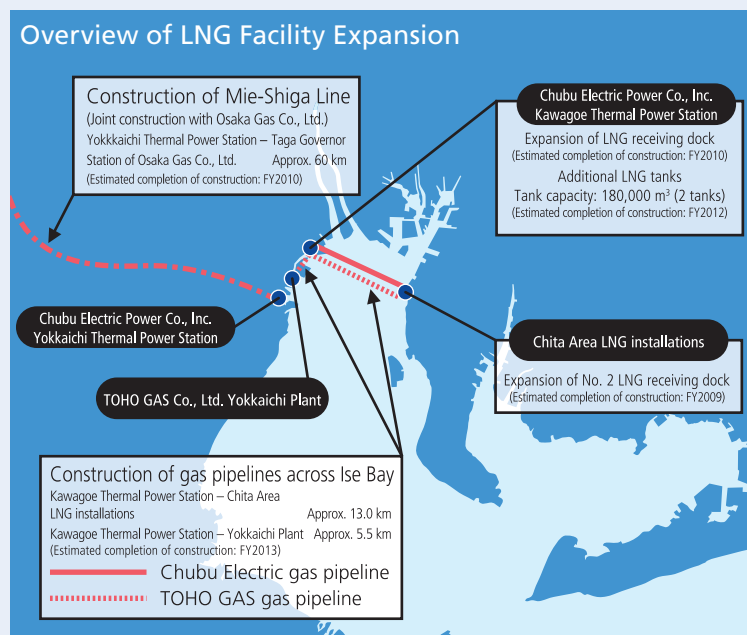 Overview of LNG Facility Expansion
Construction of Mie-Shiga Line
(Joint construction with Osaka Gas Co., Ltd.)
Yokkkaichi Thermal Power Station – Taga Governor
Station of Osaka Gas Co., Ltd. Approx. 60 km
(Estimated completion of construction: FY2010)
Chubu Electric Power Co., Inc.
Kawagoe Thermal Power Station
Expansion of LNG receiving dock
(Estimated completion of construction: FY2010)
Additional LNG tanks
Tank capacity: 180,000 m³ (2 tanks)
(Estimated completion of construction: FY2012)
Chubu Electric Power Co., Inc.
Yokkaichi Thermal Power Station
Chita Area LNG installations
Expansion of No. 2 LNG receiving dock
(Estimated completion of construction: FY2009)
TOHO GAS Co., Ltd. Yokkaichi Plant
Construction of gas pipelines across Ise Bay
Kawagoe Thermal Power Station – Chita Area
LNG installations Approx. 13.0 km
Kawagoe Thermal Power Station – Yokkaichi Plant Approx. 5.5 km
(Estimated completion of construction: FY2013)
Chubu Electric gas pipeline
TOHO GAS gas pipeline